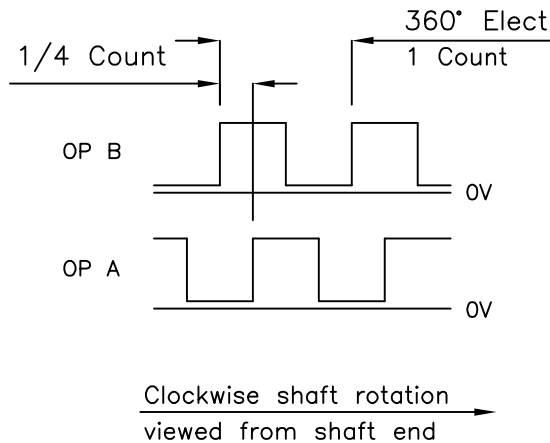 360° Elect
1/4 Count
1 Count
OP B
0V
OP A
0V
Clockwise shaft rotation
viewed from shaft end